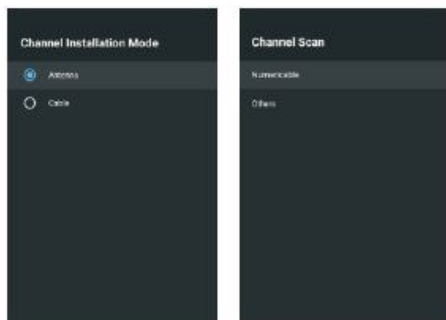 Channel Installation Mode
Antenna
Cable
Channel Scan
Numericable
Others